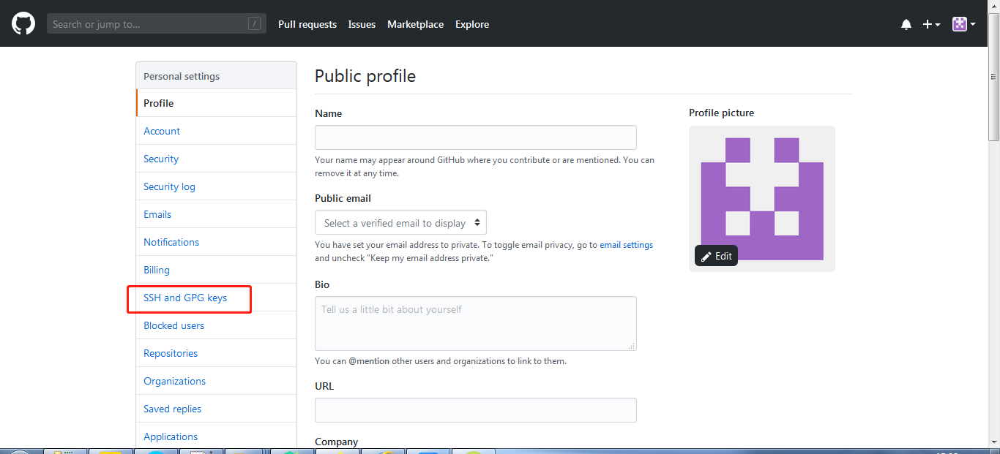 Search or jump to...
/
Pull requests
Issues
Marketplace
Explore
Personal settings
Profile
Account
Security
Security log
Emails
Notifications
Billing
SSH and GPG keys
Blocked users
Repositories
Organizations
Saved replies
Applications
Public profile
Name
Your name may appear around GitHub where you contribute or are mentioned. You can
remove it at any time.
Public email
Select a verified email to display
You have set your email address to private. To toggle email privacy, go to email settings
and uncheck "Keep my email address private."
Bio
Tell us a little bit about yourself
You can @mention other users and organizations to link to them.
URL
Company
Profile picture
Edit